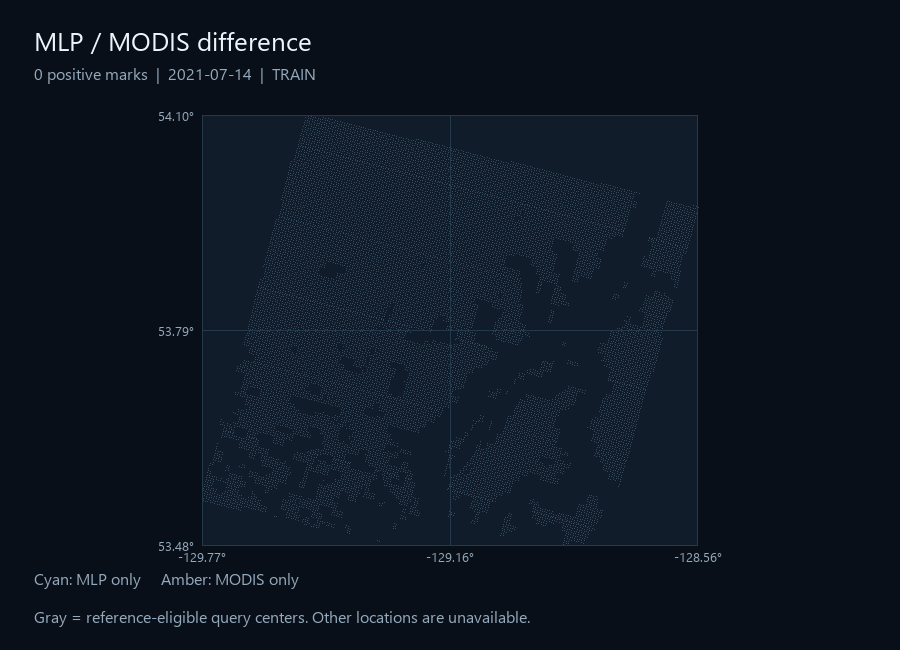 MLP / MODIS difference
0 positive marks | 2021-07-14 | TRAIN
54.10°
53.79°
53.48°
-129.77° -129.16° -128.56°
Cyan: MLP only Amber: MODIS only
Gray = reference-eligible query centers. Other locations are unavailable.